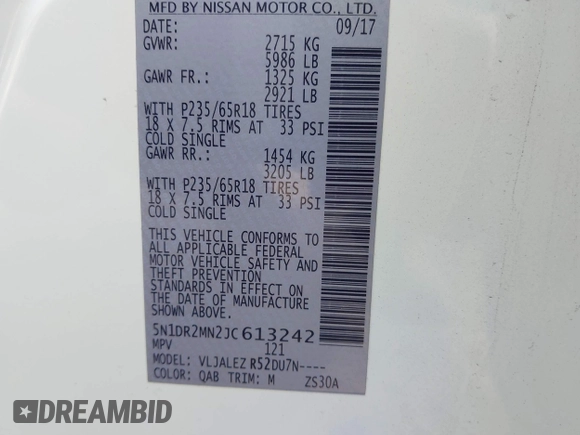 MFD BY NISSAN MOTOR CO., LTD.
DATE: 09/17
GVWR: 2715 KG
5986 LB
GAWR FR.: 1325 KG
2921 LB
WITH P235/65R18 TIRES
18 X 7.5 RIMS AT 33 PSI
COLD SINGLE
GAWR RR.: 1454 KG
3205 LB
WITH P235/65R18 TIRES
18 X 7.5 RIMS AT 33 PSI
COLD SINGLE
THIS VEHICLE CONFORMS TO
ALL APPLICABLE FEDERAL
MOTOR VEHICLE SAFETY AND
THEFT PREVENTION
STANDARDS IN EFFECT ON
THE DATE OF MANUFACTURE
SHOWN ABOVE.
5N1DR2MN2JC613242
MPV 121
MODEL: VLJALEZ R52DU7N----
COLOR: QAB TRIM: M ZS30A
DREAMBID